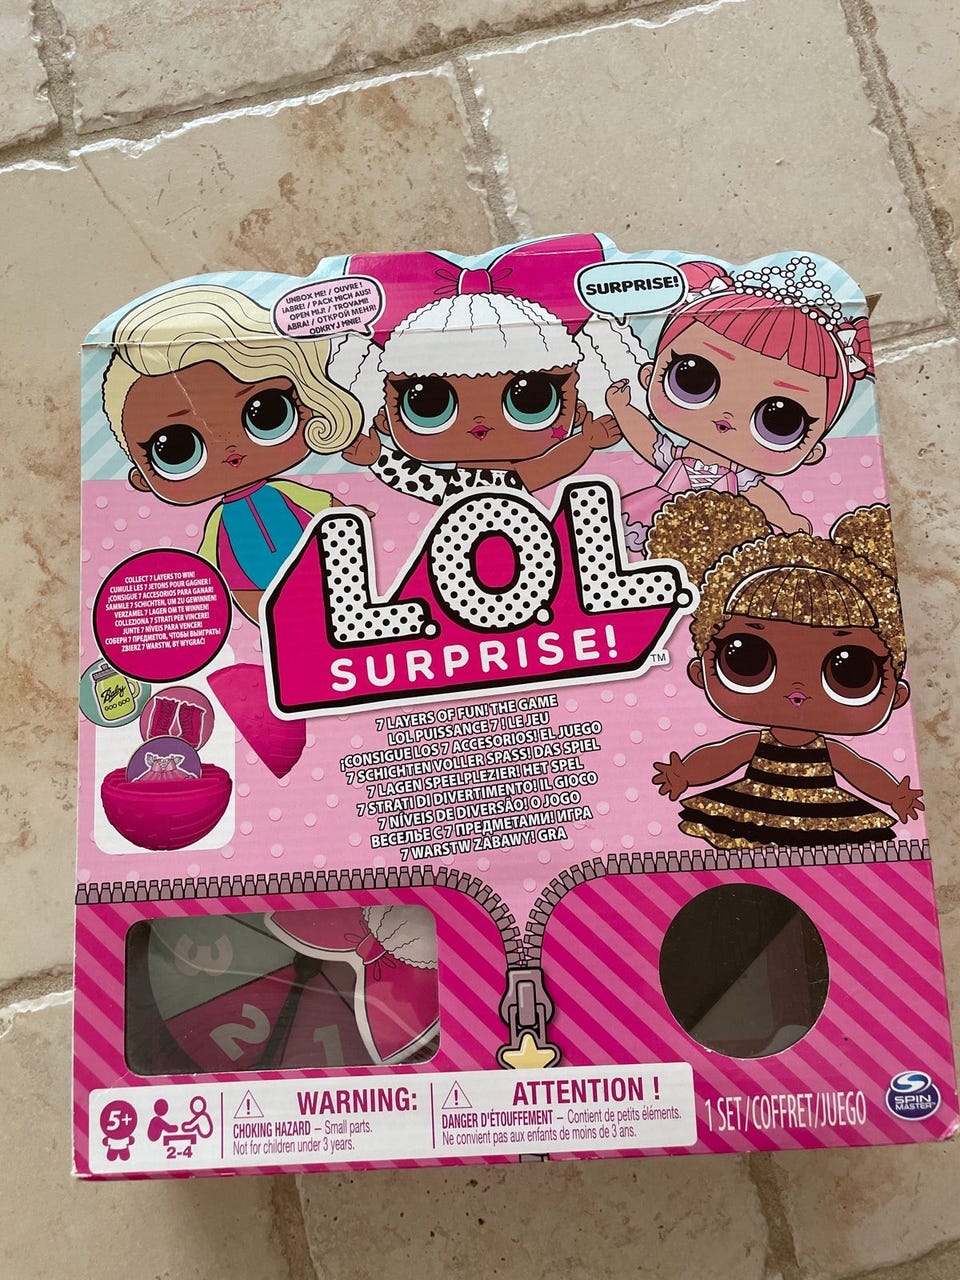 UNBOX ME! / OUVRE !
¡ABRE! / PACK MICH AUS!
OPEN MIJ! / TROVAMI!
ABRA! / ОТКРОЙ МЕНЯ!
ODKRYJ MNIE!
SURPRISE!
L.O.L.
SURPRISE!
TM
COLLECT 7 LAYERS TO WIN!
CUMULE LES 7 JETONS POUR GAGNER !
¡CONSIGUE 7 ACCESORIOS PARA GANAR!
SAMMLE 7 SCHICHTEN, UM ZU GEWINNEN!
VERZAMEL 7 LAGEN OM TE WINNEN!
COLLEZIONA 7 STRATI PER VINCERE!
JUNTE 7 NÍVEIS PARA VENCER!
СОБЕРИ 7 ПРЕДМЕТОВ, ЧТОБЫ ВЫИГРАТЬ!
ZBIERZ 7 WARSTW, BY WYGRAĆ!
Baby
GOO GOO
7 LAYERS OF FUN! THE GAME
LOL PUISSANCE 7 ! LE JEU
¡CONSIGUE LOS 7 ACCESORIOS! EL JUEGO
7 SCHICHTEN VOLLER SPASS! DAS SPIEL
7 LAGEN SPEELPLEZIER! HET SPEL
7 STRATI DI DIVERTIMENTO! IL GIOCO
7 NÍVEIS DE DIVERSÃO! O JOGO
ВЕСЕЛЬЕ С 7 ПРЕДМЕТАМИ! ИГРА
7 WARSTW ZABAWY! GRA
3
2
1
5+
2-4
WARNING:
CHOKING HAZARD – Small parts.
Not for children under 3 years.
ATTENTION !
DANGER D'ÉTOUFFEMENT – Contient de petits éléments.
Ne convient pas aux enfants de moins de 3 ans.
1 SET/COFFRET/JUEGO
SPIN
MASTER